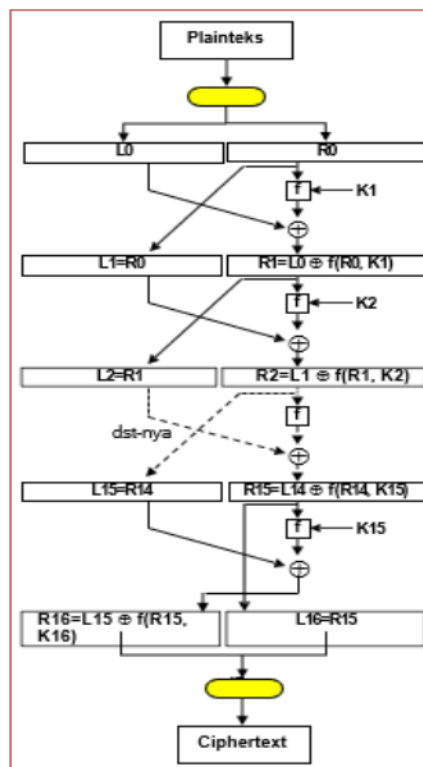 Plainteks
L0
R0
f
K1
L1=R0
R1=L0 ⊕ f(R0, K1)
f
K2
L2=R1
R2=L1 ⊕ f(R1, K2)
f
dst-nya
L15=R14
R15=L14 ⊕ f(R14, K15)
f
K15
R16=L15 ⊕ f(R15,
K16)
L16=R15
Ciphertext